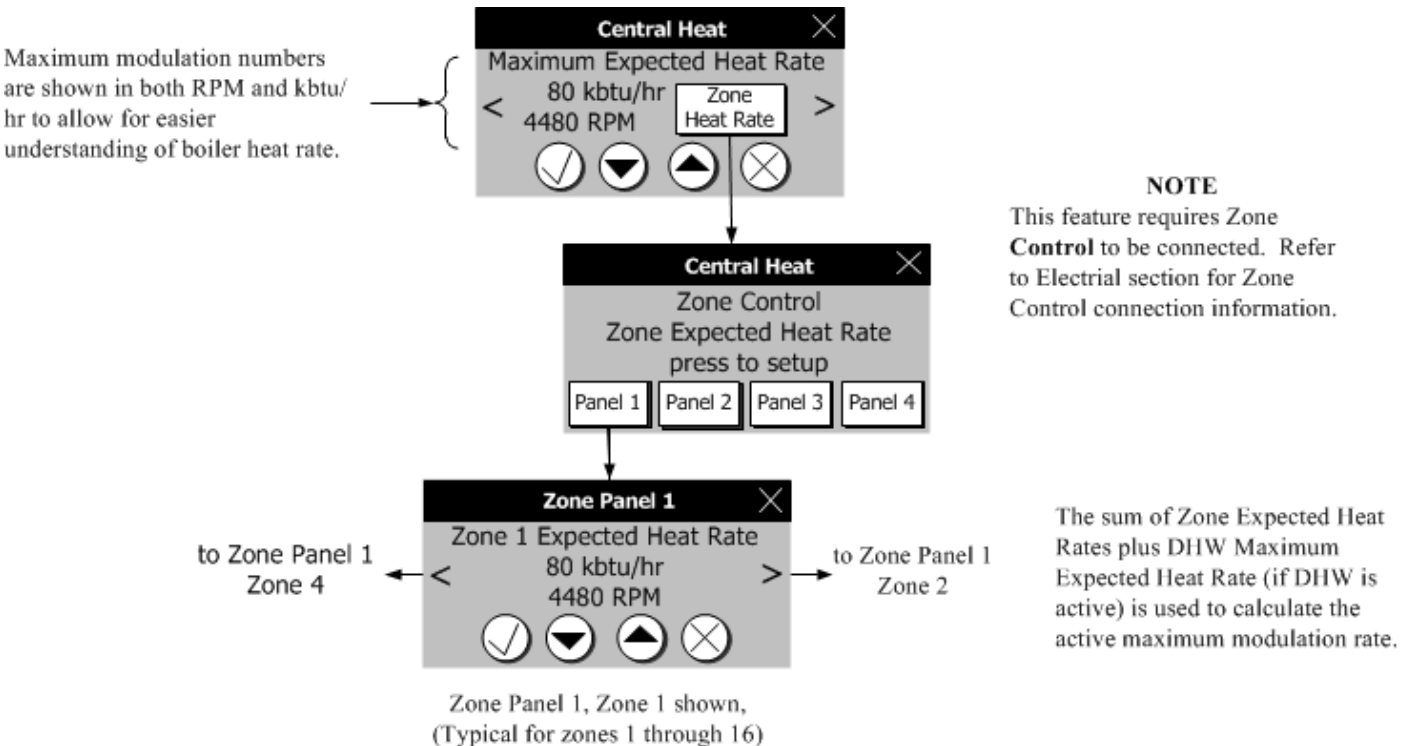 Maximum modulation numbers
are shown in both RPM and kbtu/
hr to allow for easier
understanding of boiler heat rate.
Central Heat
Maximum Expected Heat Rate
< 80 kbtu/hr >
4480 RPM
Zone
Heat Rate
NOTE
This feature requires Zone
Control to be connected. Refer
to Electrial section for Zone
Control connection information.
Central Heat
Zone Control
Zone Expected Heat Rate
press to setup
Panel 1 Panel 2 Panel 3 Panel 4
Zone Panel 1
Zone 1 Expected Heat Rate
< 80 kbtu/hr >
4480 RPM
to Zone Panel 1
Zone 4
to Zone Panel 1
Zone 2
The sum of Zone Expected Heat
Rates plus DHW Maximum
Expected Heat Rate (if DHW is
active) is used to calculate the
active maximum modulation rate.
Zone Panel 1, Zone 1 shown,
(Typical for zones 1 through 16)